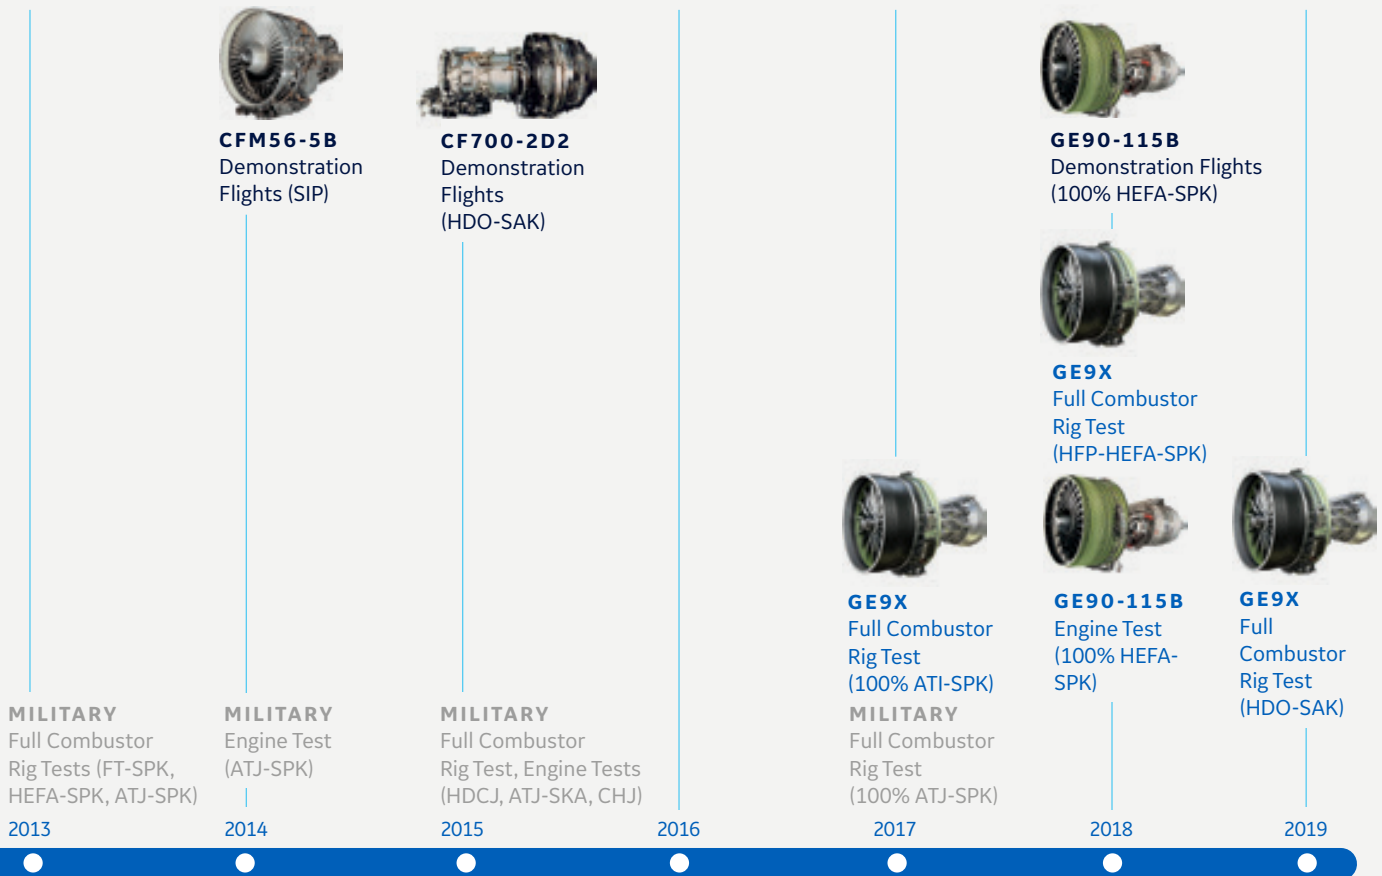 CFM56-5B
Demonstration
Flights (SIP)
CF700-2D2
Demonstration
Flights
(HDO-SAK)
GE90-115B
Demonstration Flights
(100% HEFA-SPK)
GE9X
Full Combustor
Rig Test
(HFP-HEFA-SPK)
GE9X
Full Combustor
Rig Test
(100% ATI-SPK)
GE90-115B
Engine Test
(100% HEFA-
SPK)
GE9X
Full
Combustor
Rig Test
(HDO-SAK)
MILITARY
Full Combustor
Rig Tests (FT-SPK,
HEFA-SPK, ATJ-SPK)
MILITARY
Engine Test
(ATJ-SPK)
MILITARY
Full Combustor
Rig Test, Engine Tests
(HDCJ, ATJ-SKA, CHJ)
MILITARY
Full Combustor
Rig Test
(100% ATJ-SPK)
2013
2014
2015
2016
2017
2018
2019